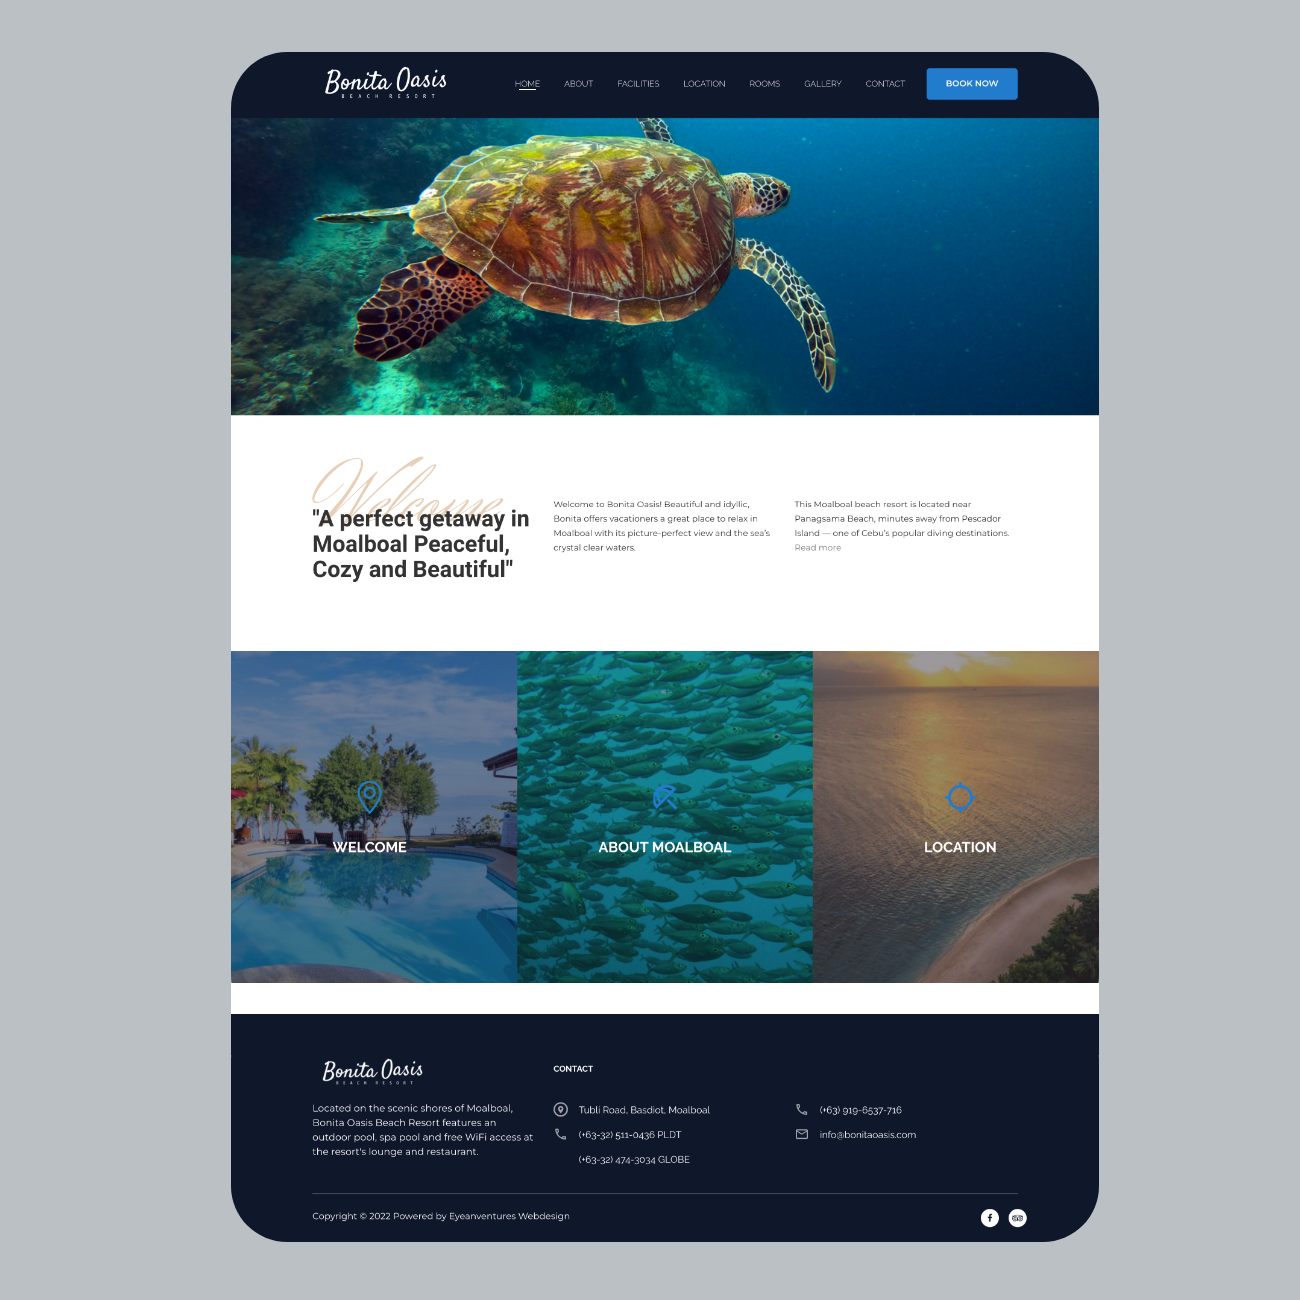 Bonita Oasis
BEACH RESORT
HOME ABOUT FACILITIES LOCATION ROOMS GALLERY CONTACT BOOK NOW
Welcome
"A perfect getaway in
Moalboal Peaceful,
Cozy and Beautiful"
Welcome to Bonita Oasis! Beautiful and idyllic,
Bonita offers vacationers a great place to relax in
Moalboal with its picture-perfect view and the sea's
crystal clear waters.
This Moalboal beach resort is located near
Panagsama Beach, minutes away from Pescador
Island — one of Cebu's popular diving destinations.
Read more
WELCOME
ABOUT MOALBOAL
LOCATION
Bonita Oasis
BEACH RESORT
Located on the scenic shores of Moalboal,
Bonita Oasis Beach Resort features an
outdoor pool, spa pool and free WiFi access at
the resort's lounge and restaurant.
CONTACT
Tubli Road, Basdiot, Moalboal
(+63-32) 511-0436 PLDT
(+63-32) 474-3034 GLOBE
(+63) 919-6537-716
info@bonitaoasis.com
Copyright © 2022 Powered by Eyeanventures Webdesign